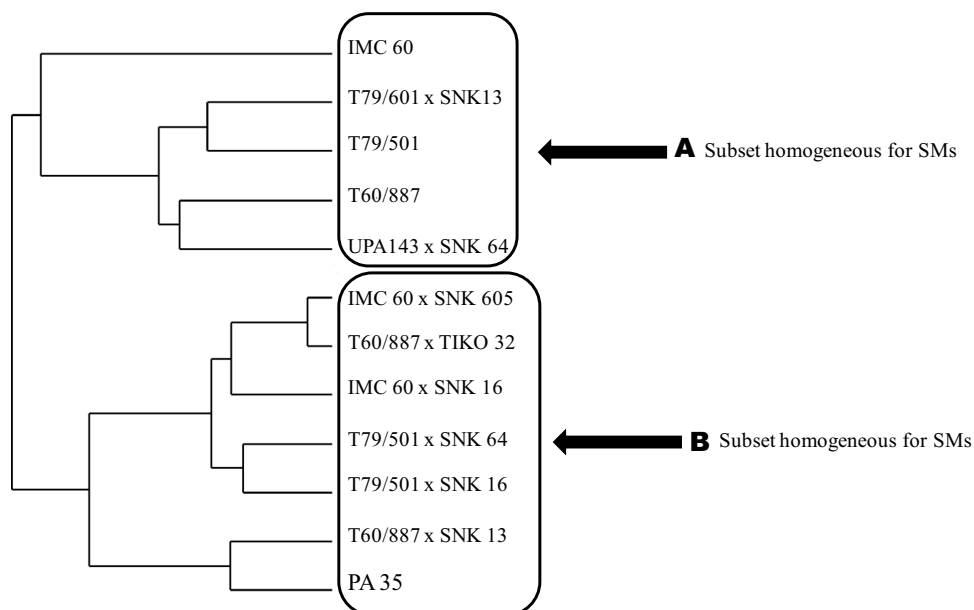 IMC 60
T79/601 x SNK13
T79/501
A Subset homogeneous for SMs
T60/887
UPA143 x SNK 64
IMC 60 x SNK 605
T60/887 x TIKO 32
IMC 60 x SNK 16
T79/501 x SNK 64
B Subset homogeneous for SMs
T79/501 x SNK 16
T60/887 x SNK 13
PA 35